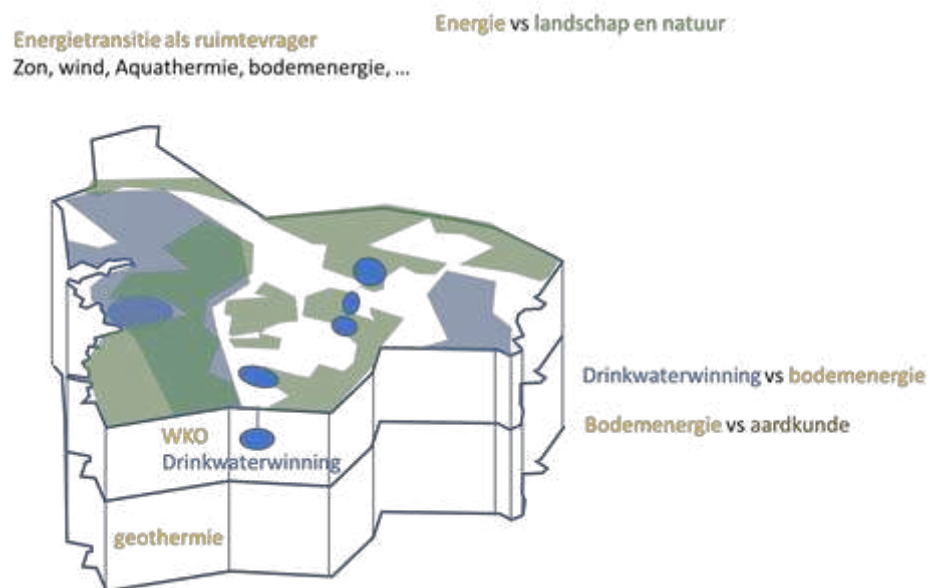 Energie vs landschap en natuur
Energietransitie als ruimtevrager
Zon, wind, Aquathermie, bodemenergie, ...
Drinkwaterwinning vs bodemenergie
Bodemenergie vs aardkunde
WKO
Drinkwaterwinning
geothermie